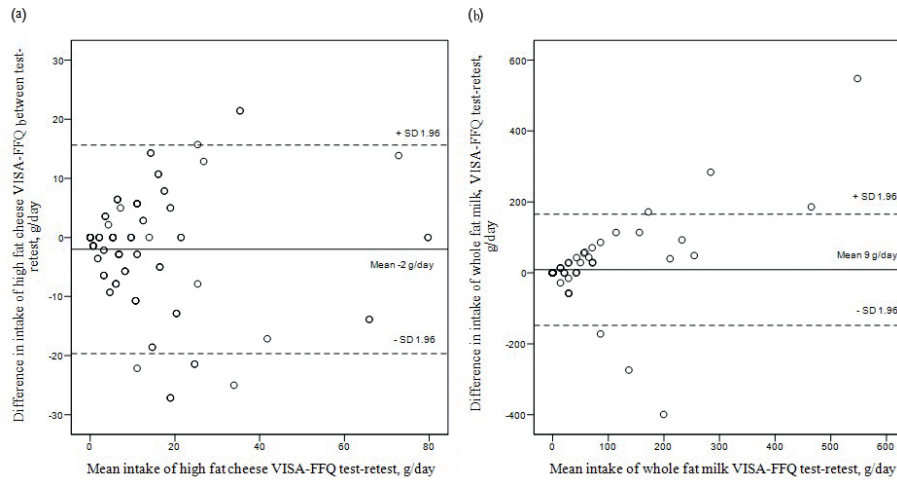 (a)
Difference in intake of high fat cheese VISA-FFQ between test-
retest, g/day
30
20
10
0
-10
-20
-30
+ SD 1.96
Mean -2 g/day
- SD 1.96
0
20
40
60
80
Mean intake of high fat cheese VISA-FFQ test-retest, g/day
(b)
Difference in intake of whole fat milk, VISA-FFQ test-retest,
g/day
600
400
200
0
-200
-400
+ SD 1.96
Mean 9 g/day
- SD 1.96
0
100
200
300
400
500
600
Mean intake of whole fat milk VISA-FFQ test-retest, g/day